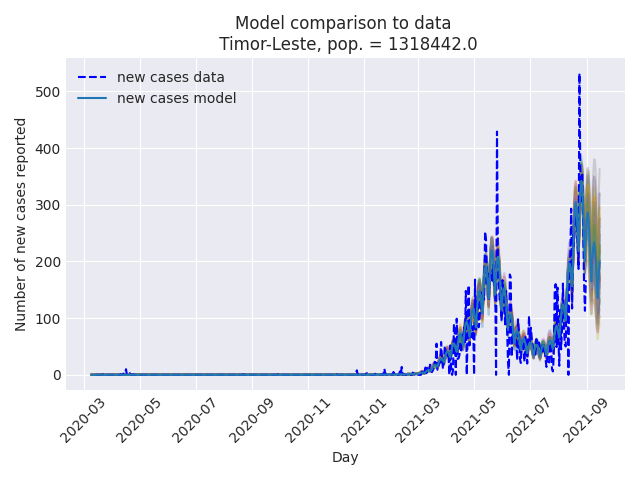 Model comparison to data
Timor-Leste, pop. = 1318442.0
new cases data
new cases model
Number of new cases reported
500
400
300
200
100
0
2020-03
2020-05
2020-07
2020-09
2020-11
2021-01
2021-03
2021-05
2021-07
2021-09
Day